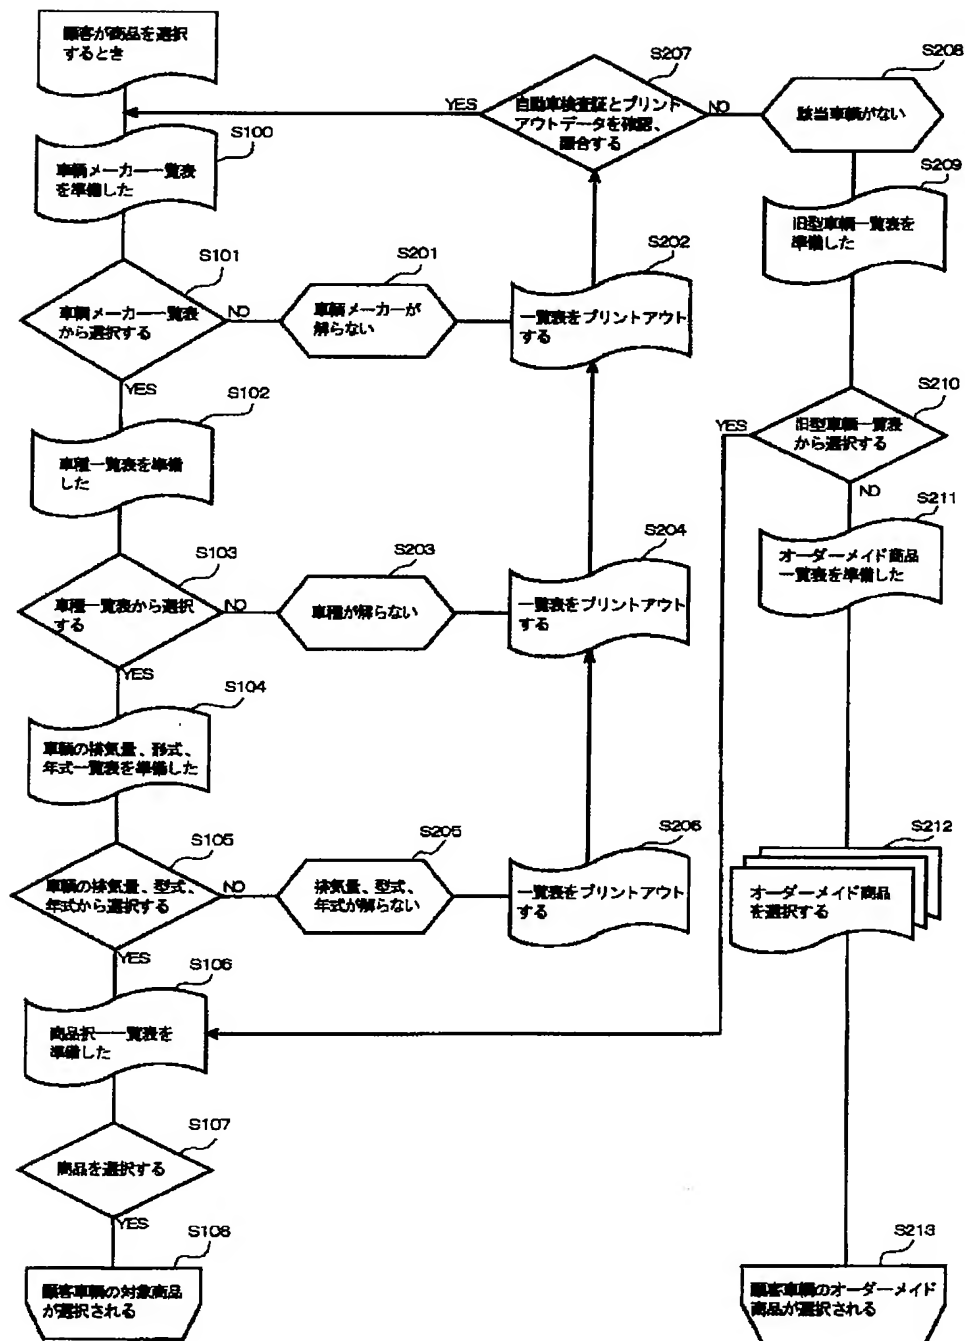 顧客が商品を選択
するとき
S100
車輌メーカー一覧表
を準備した
S101
車輌メーカー一覧表
から選択する
NO
YES
S102
車種一覧表を準備
した
S103
車種一覧表から選択
する
NO
YES
S104
車輌の排気量、形式、
年式一覧表を準備した
S105
車輌の排気量、型式、
年式から選択する
NO
YES
S106
商品択一一覧表を
準備した
S107
商品を選択する
YES
S108
顧客車輌の対象商品
が選択される
S201
車輌メーカーが
解らない
S202
一覧表をプリントアウト
する
S203
車種が解らない
S204
一覧表をプリントアウト
する
S205
排気量、型式、
年式が解らない
S206
一覧表をプリントアウト
する
S207
自動車検査証とプリント
アウトデータを確認、
照合する
YES
NO
S208
該当車輌がない
S209
旧型車輌一覧表を
準備した
S210
旧型車輌一覧表
から選択する
YES
NO
S211
オーダーメイド商品
一覧表を準備した
S212
オーダーメイド商品
を選択する
S213
顧客車輌のオーダーメイド
商品が選択される